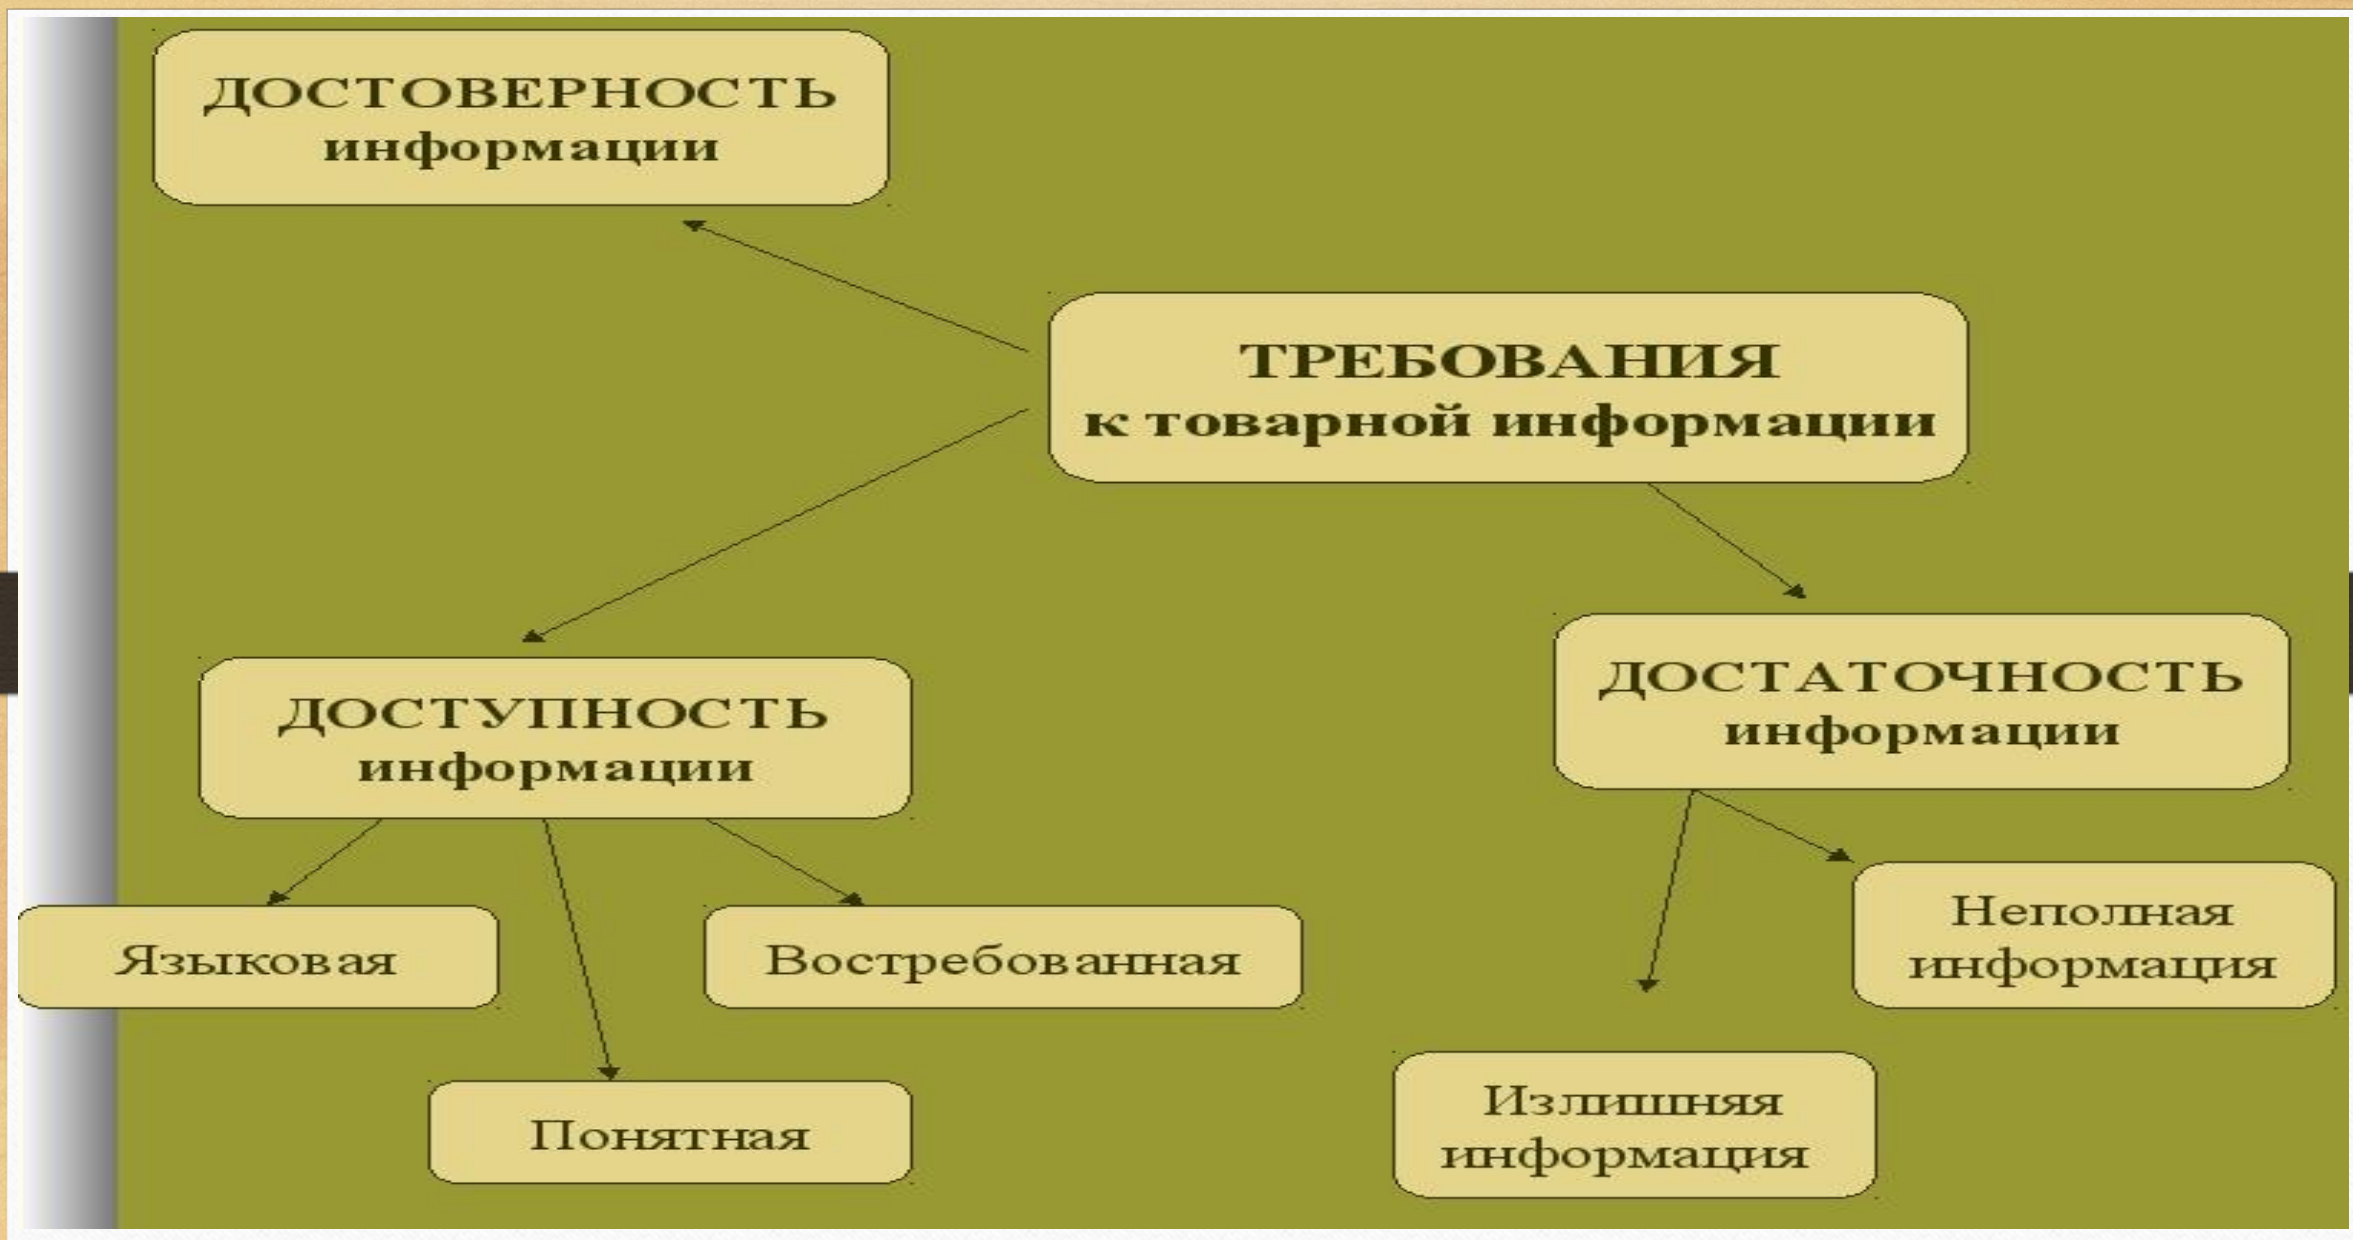 ДОСТОВЕРНОСТЬ
информации
ТРЕБОВАНИЯ
к товарной информации
ДОСТУПНОСТЬ
информации
ДОСТАТОЧНОСТЬ
информации
Языковая
Востребованная
Неполная
информация
Понятная
Излишняя
информация